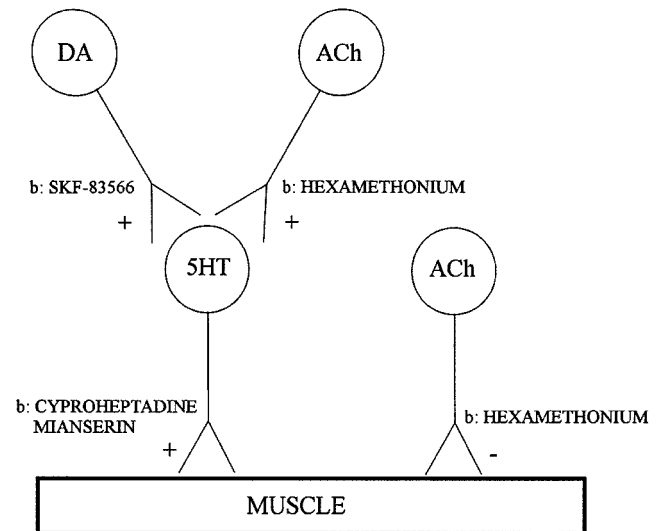 DA
ACh
b: SKF-83566
b: HEXAMETHONIUM
+
+
5HT
ACh
b: CYPROHEPTADINE
MIANSERIN
b: HEXAMETHONIUM
+
-
MUSCLE